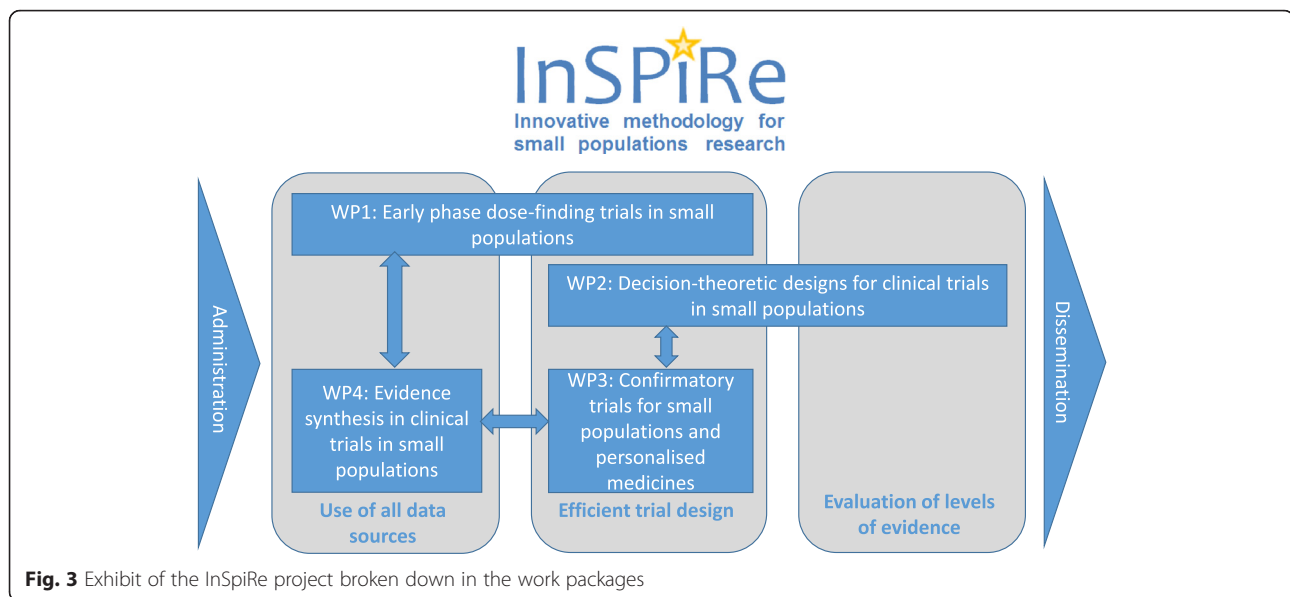 InSPiRe
Innovative methodology for
small populations research
WP1: Early phase dose-finding trials in small
populations
WP2: Decision-theoretic designs for clinical trials
in small populations
Administration
Dissemination
WP4: Evidence
synthesis in clinical
trials in small
populations
WP3: Confirmatory
trials for small
populations and
personalised
medicines
Use of all data
sources
Efficient trial design
Evaluation of levels
of evidence
Fig. 3 Exhibit of the InSpiRe project broken down in the work packages